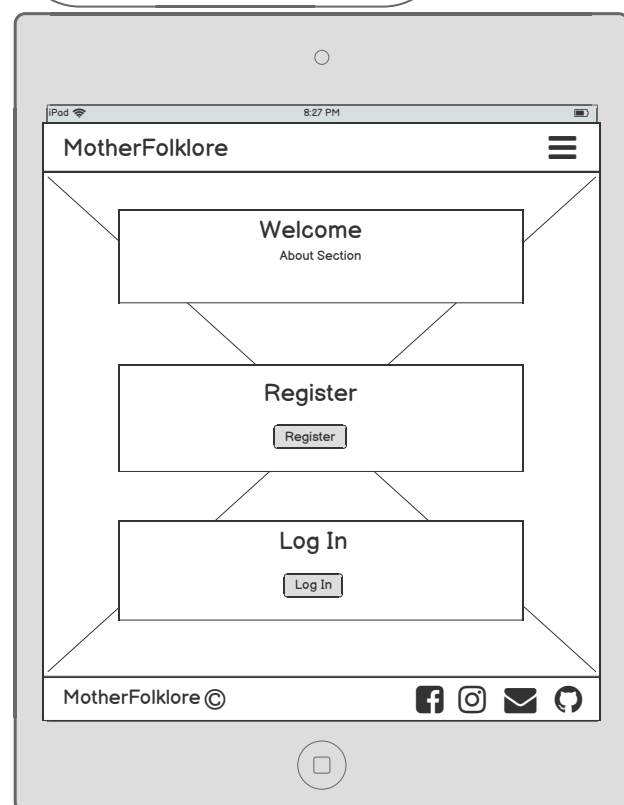 iPad 8:27 PM
MotherFolklore
Welcome
About Section
Register
Register
Log In
Log In
MotherFolklore ©